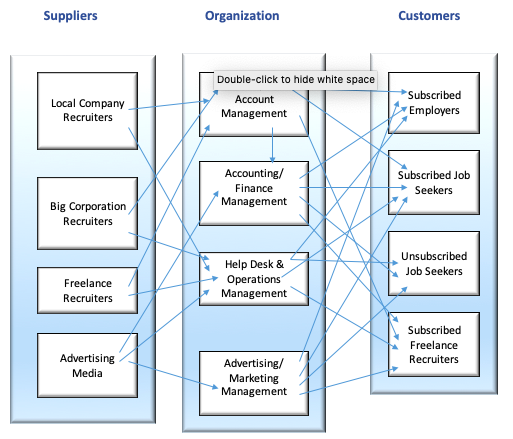 Suppliers
Organization
Customers
Local Company
Recruiters
Big Corporation
Recruiters
Freelance
Recruiters
Advertising
Media
Double-click to hide white space
Account
Management
Accounting/
Finance
Management
Help Desk &
Operations
Management
Advertising/
Marketing
Management
Subscribed
Employers
Subscribed Job
Seekers
Unsubscribed
Job Seekers
Subscribed
Freelance
Recruiters